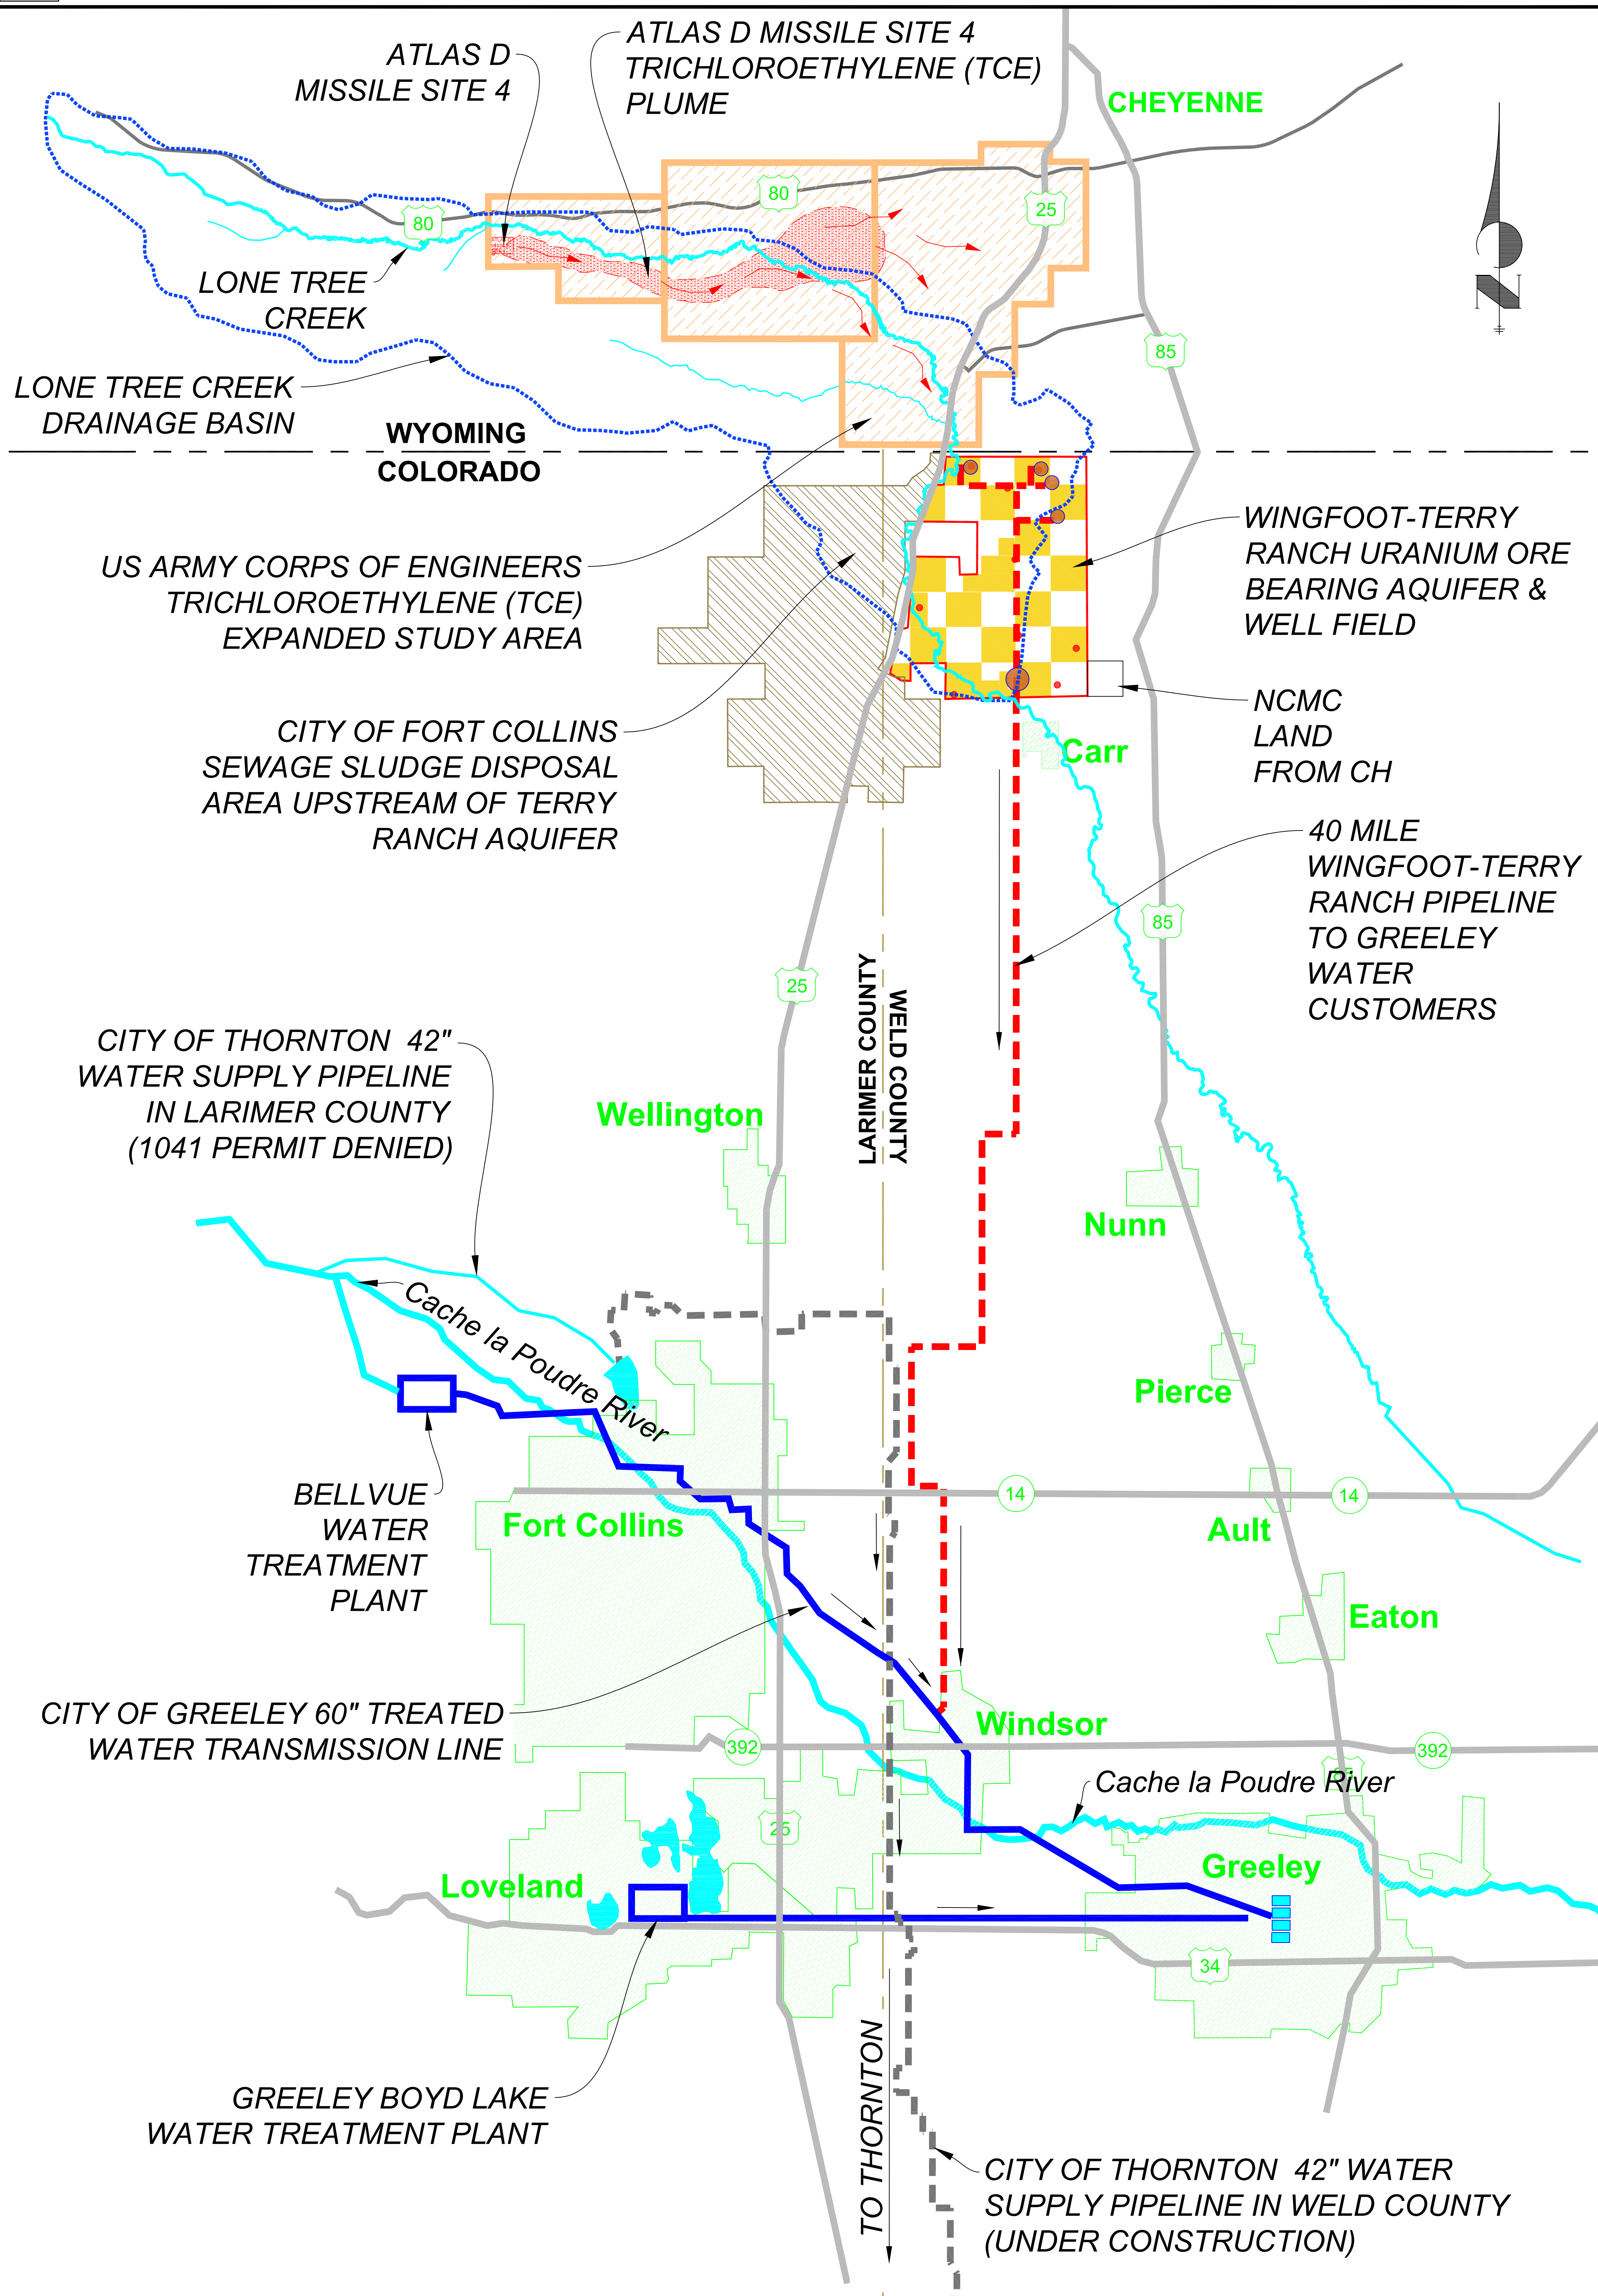 ATLAS D
MISSILE SITE 4
ATLAS D MISSILE SITE 4
TRICHLOROETHYLENE (TCE)
PLUME
CHEYENNE
80
80
25
LONE TREE
CREEK
N
85
LONE TREE CREEK
DRAINAGE BASIN
WYOMING
COLORADO
US ARMY CORPS OF ENGINEERS
TRICHLOROETHYLENE (TCE)
EXPANDED STUDY AREA
WINGFOOT-TERRY
RANCH URANIUM ORE
BEARING AQUIFER &
WELL FIELD
CITY OF FORT COLLINS
SEWAGE SLUDGE DISPOSAL
AREA UPSTREAM OF TERRY
RANCH AQUIFER
NCMC
LAND
FROM CH
Carr
40 MILE
WINGFOOT-TERRY
RANCH PIPELINE
TO GREELEY
WATER
CUSTOMERS
85
25
LARIMER COUNTY
WELD COUNTY
CITY OF THORNTON 42"
WATER SUPPLY PIPELINE
IN LARIMER COUNTY
(1041 PERMIT DENIED)
Wellington
Nunn
Cache la Poudre River
Pierce
BELLVUE
WATER
TREATMENT
PLANT
14
14
Fort Collins
Ault
Eaton
CITY OF GREELEY 60" TREATED
WATER TRANSMISSION LINE
Windsor
392
392
Cache la Poudre River
25
Loveland
Greeley
34
GREELEY BOYD LAKE
WATER TREATMENT PLANT
TO THORNTON
CITY OF THORNTON 42" WATER
SUPPLY PIPELINE IN WELD COUNTY
(UNDER CONSTRUCTION)